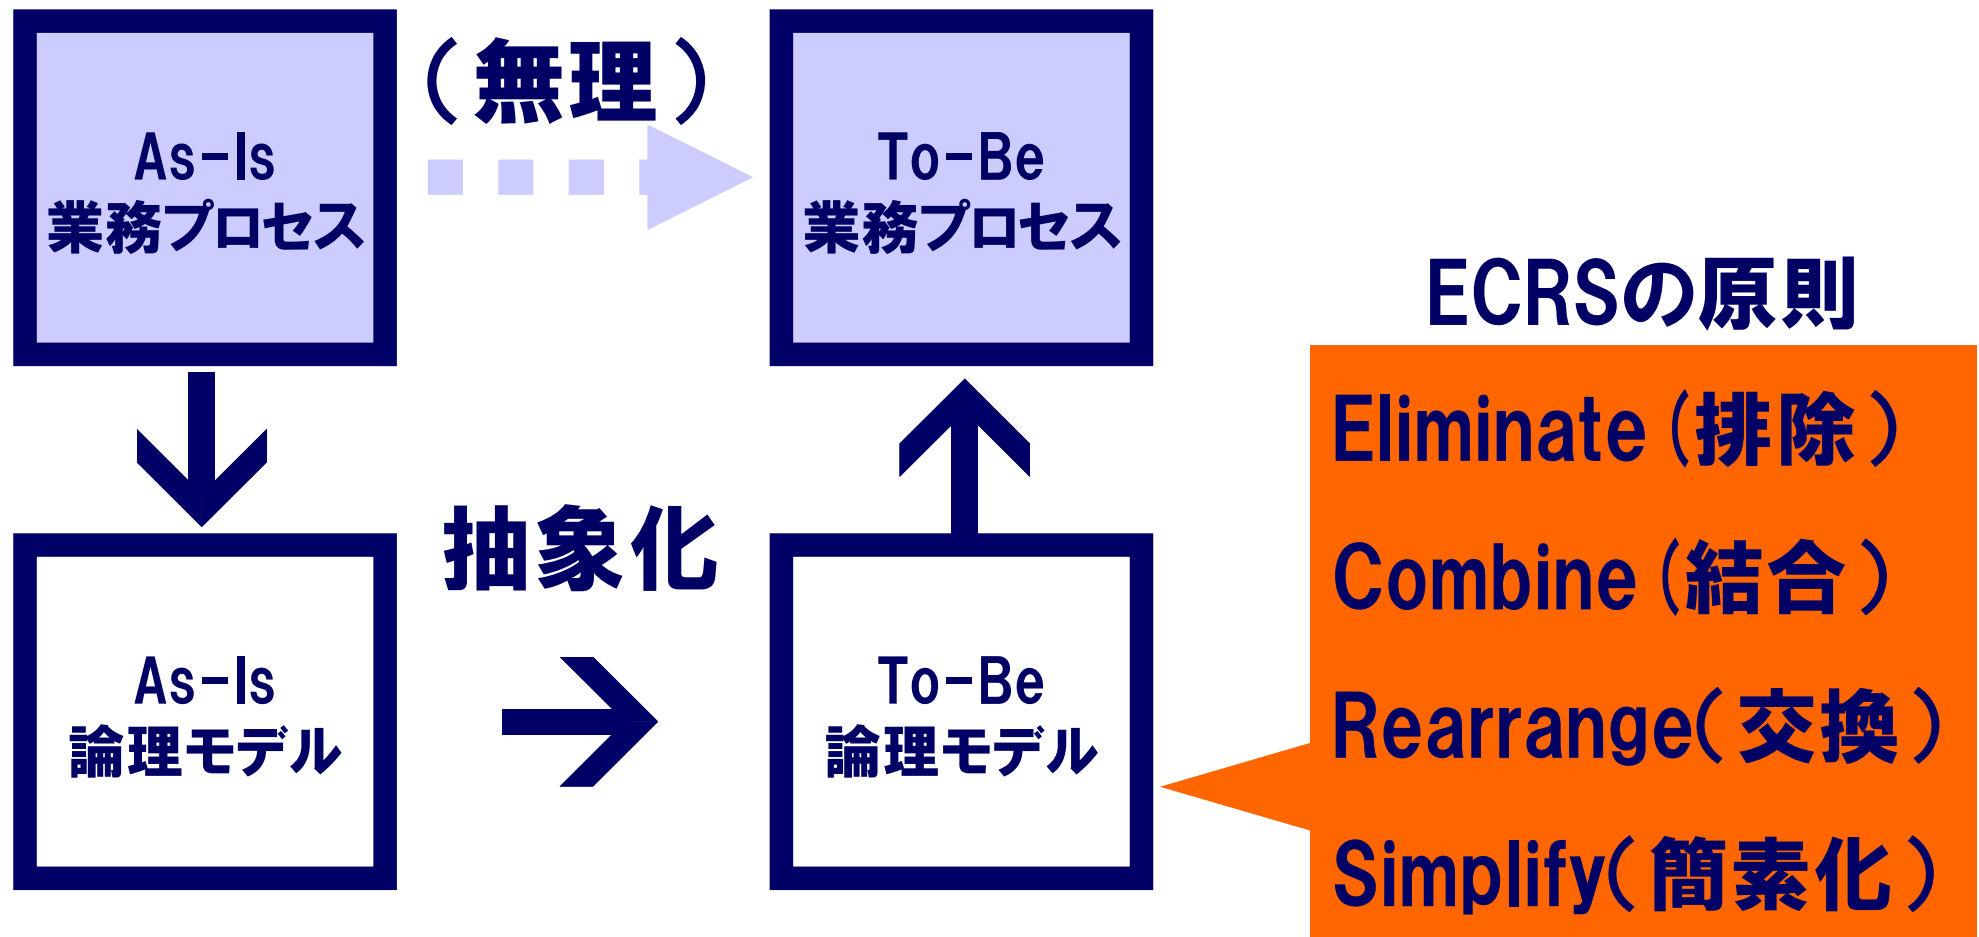 (無理)
As-Is
業務プロセス
To-Be
業務プロセス
抽象化
As-Is
論理モデル
To-Be
論理モデル
ECRSの原則
Eliminate(排除)
Combine(結合)
Rearrange(交換)
Simplify(簡素化)